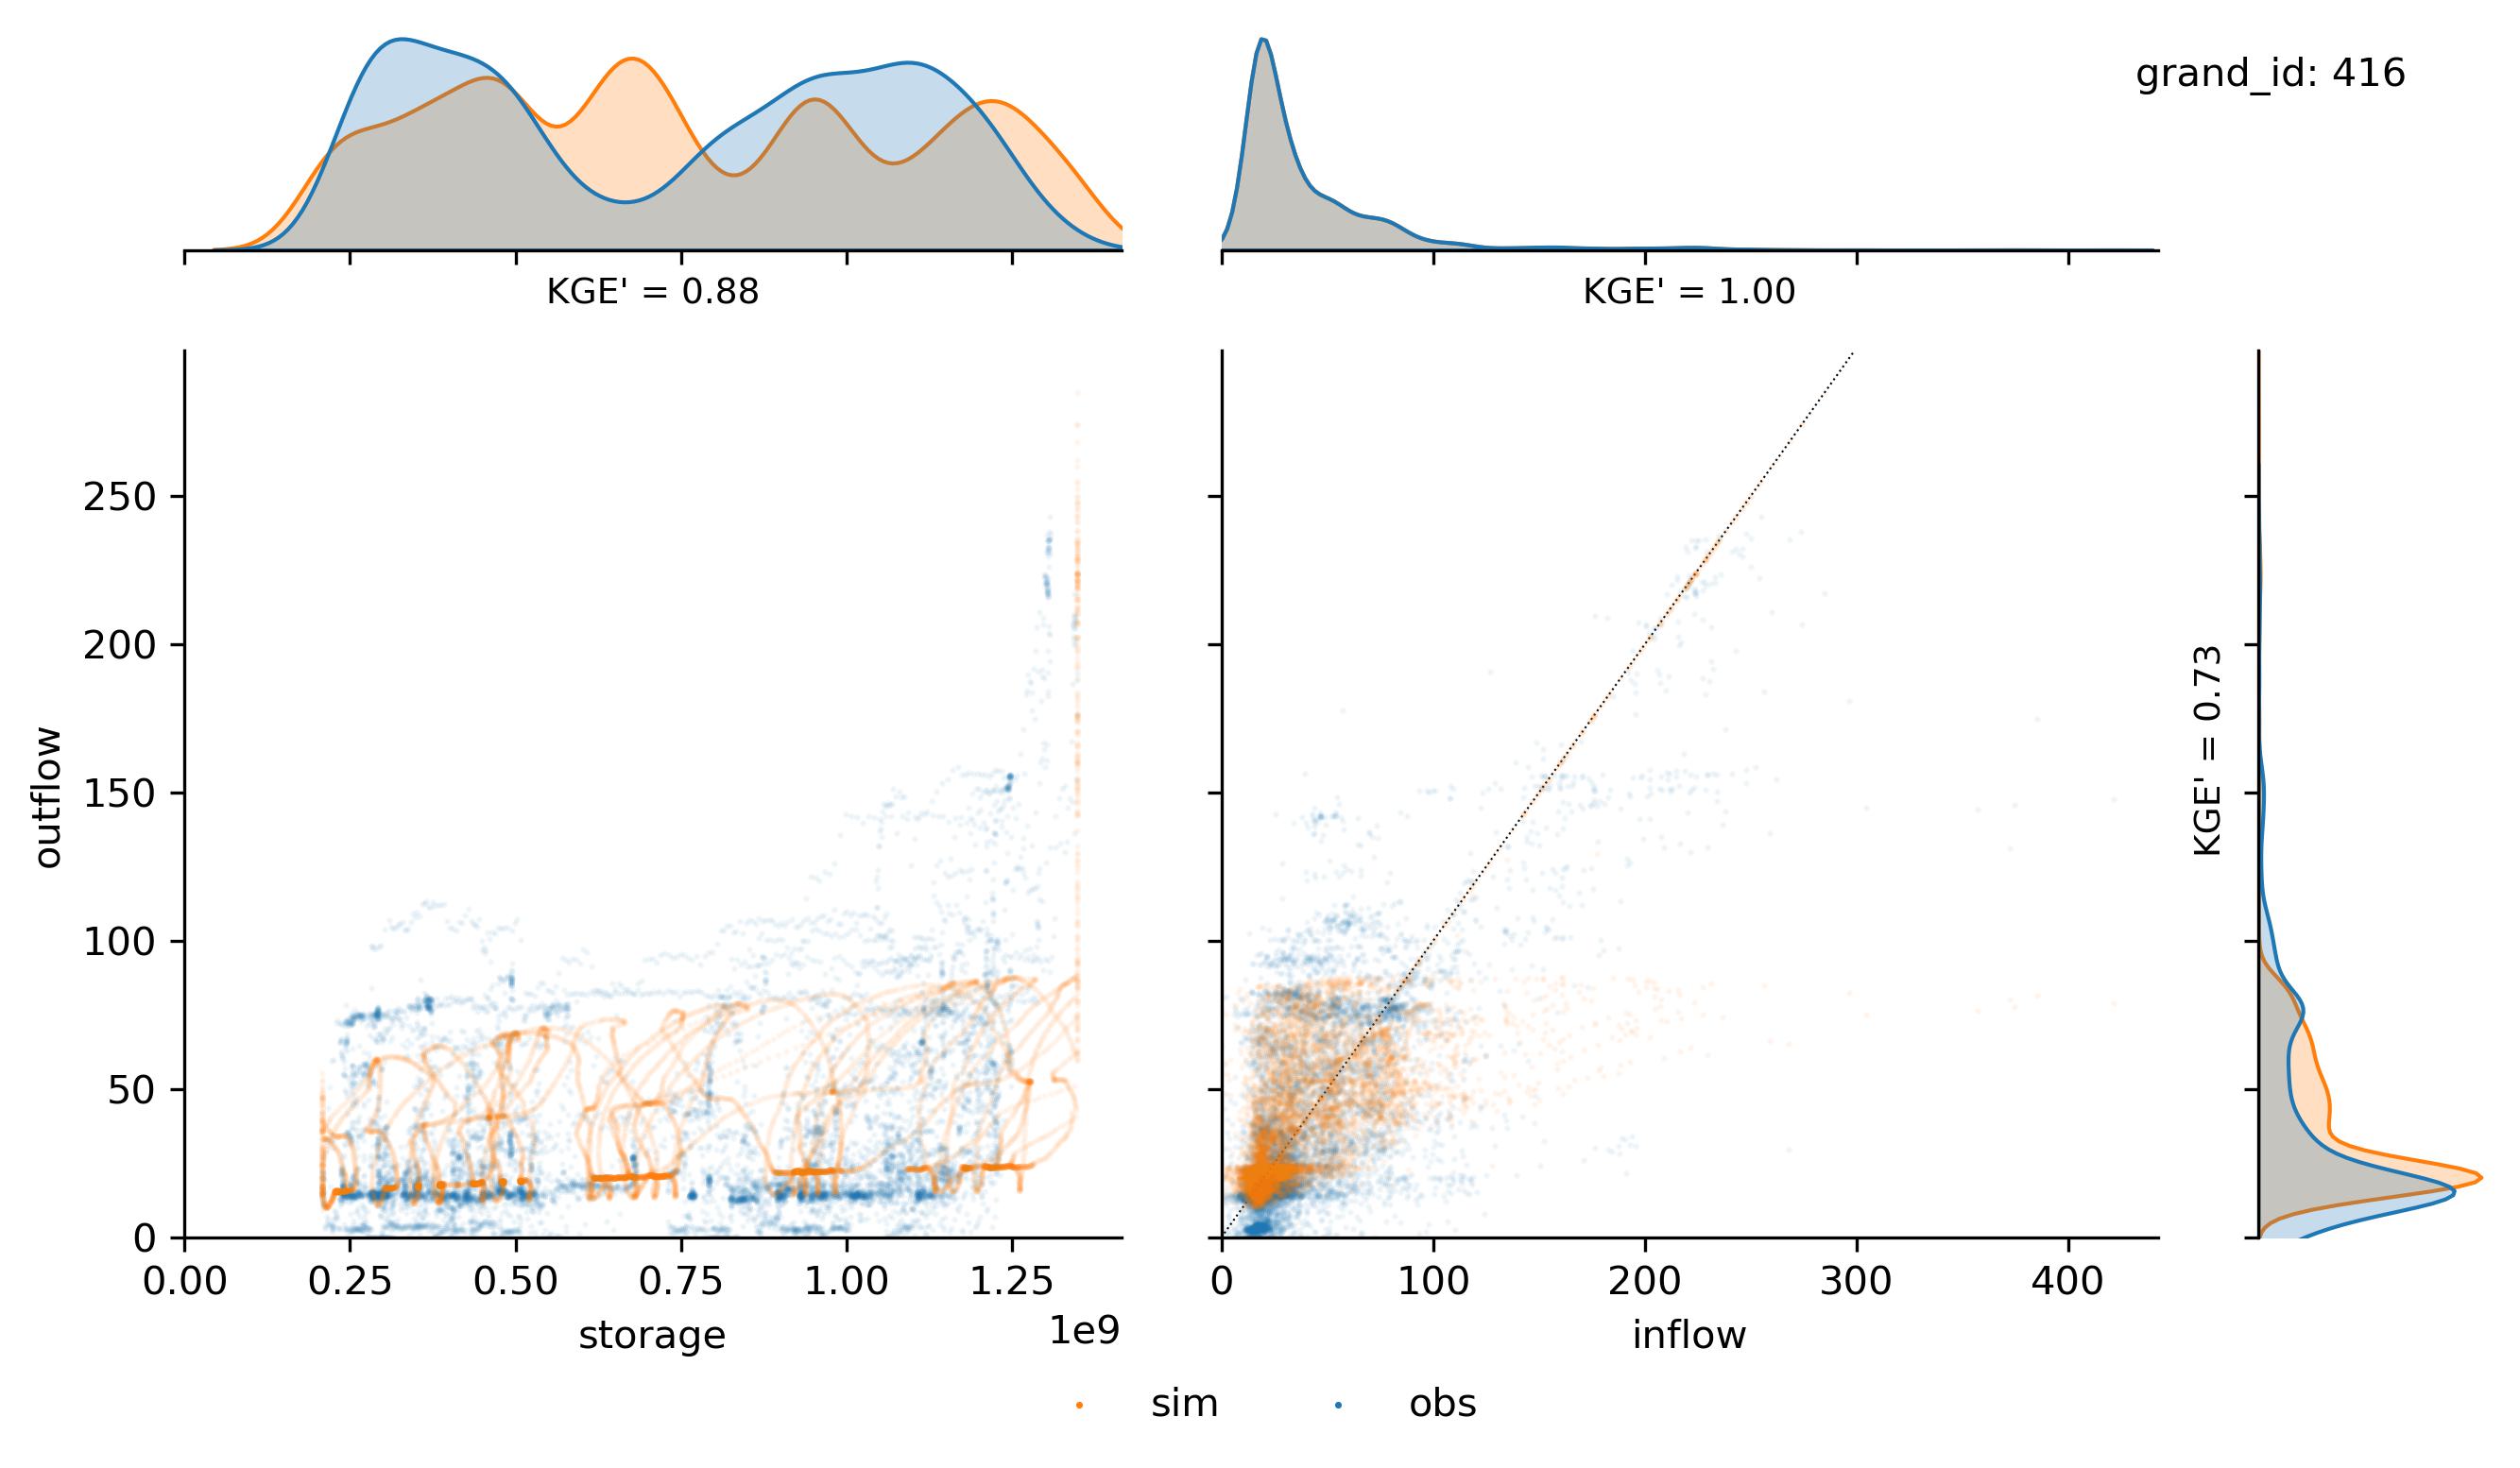 grand_id: 416
KGE' = 0.88
KGE' = 1.00
outflow
250
200
150
100
50
0
0.00 0.25 0.50 0.75 1.00 1.25
1e9
storage
0 100 200 300 400
inflow
KGE' = 0.73
sim obs